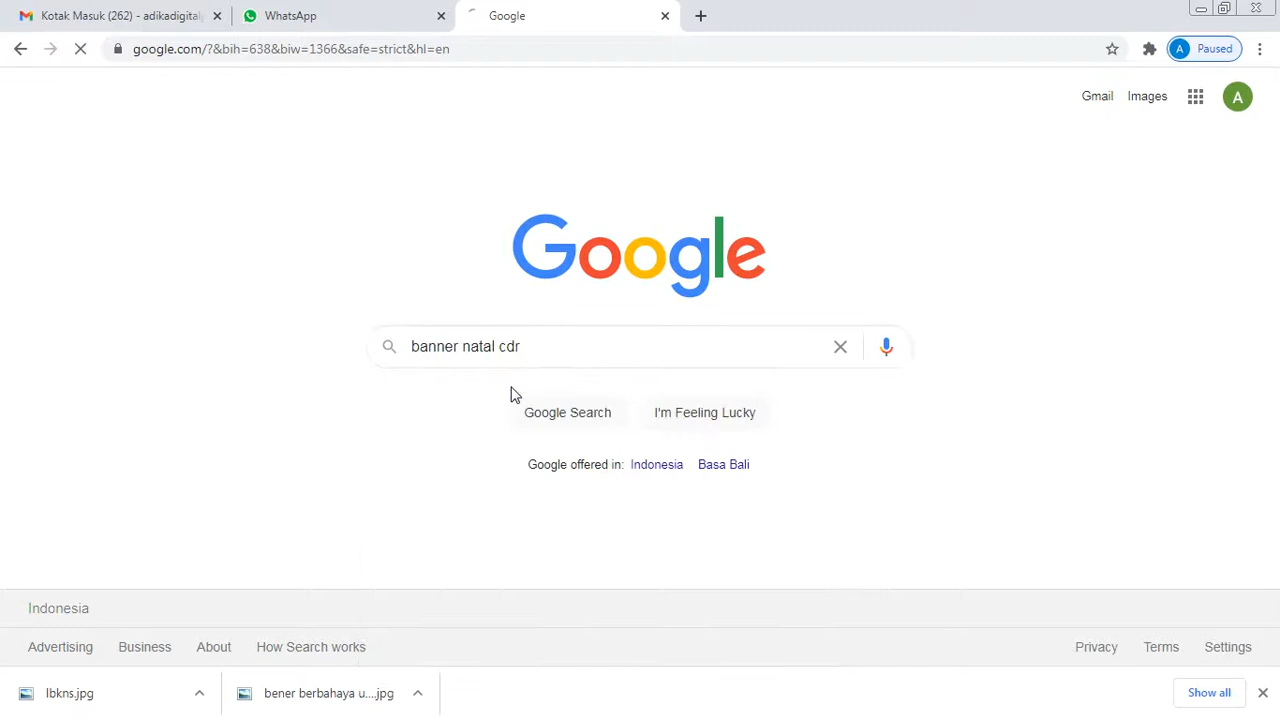 Kotak Masuk (262) - adikadigital
WhatsApp
Google
google.com/?&bih=638&biw=1366&safe=strict&hl=en
A
Paused
Gmail
Images
A
Google
banner natal cdr
Google Search
I'm Feeling Lucky
Google offered in: Indonesia Basa Bali
Indonesia
Advertising
Business
About
How Search works
Privacy
Terms
Settings
lbkns.jpg
bener berbahaya u....jpg
Show all